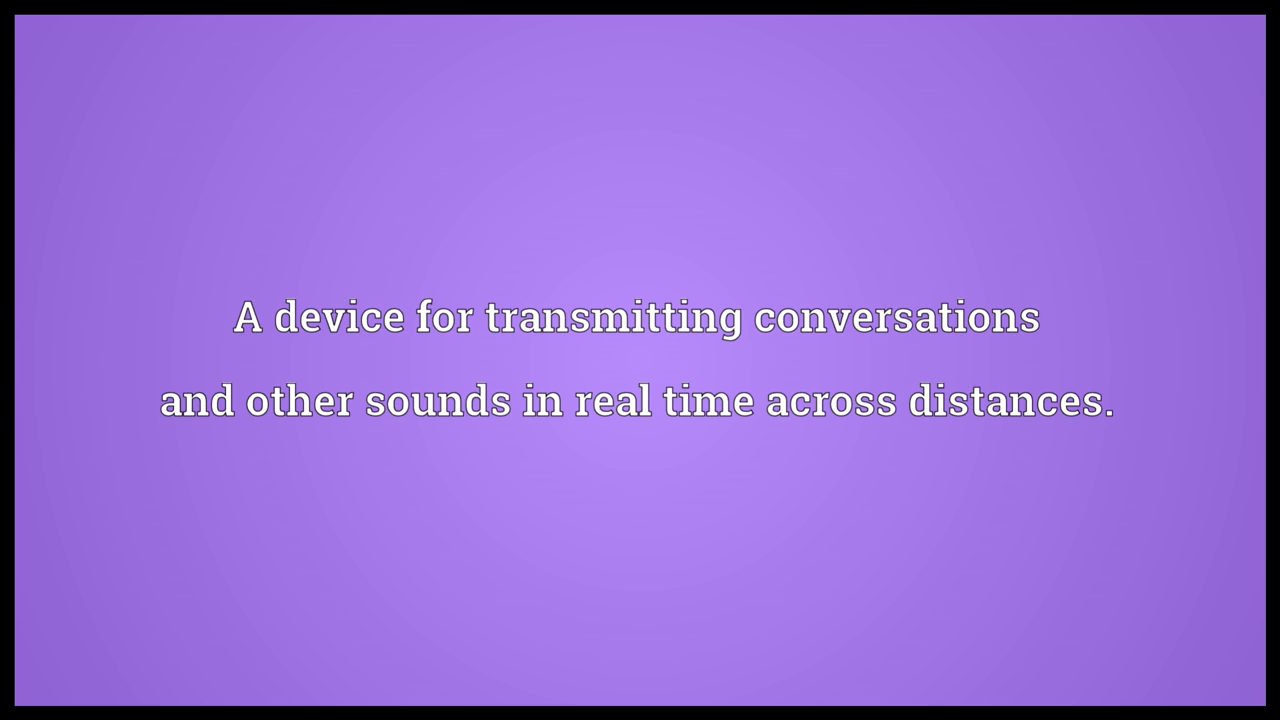 A device for transmitting conversations
and other sounds in real time across distances.